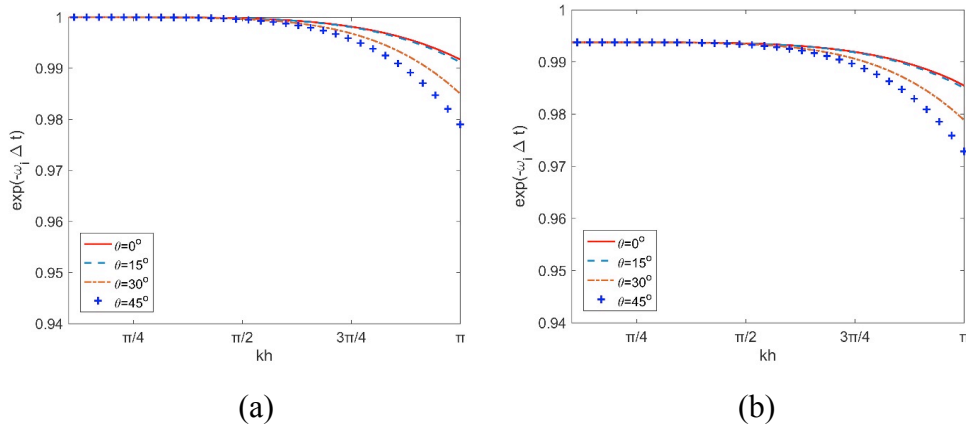 1
0.99
0.98
0.97
0.96
0.95
0.94
exp(-ω_i Δ t)
θ=0°
θ=15°
θ=30°
θ=45°
π/4 π/2 3π/4 π
kh
(a)
1
0.99
0.98
0.97
0.96
0.95
0.94
exp(-ω_i Δ t)
θ=0°
θ=15°
θ=30°
θ=45°
π/4 π/2 3π/4 π
kh
(b)